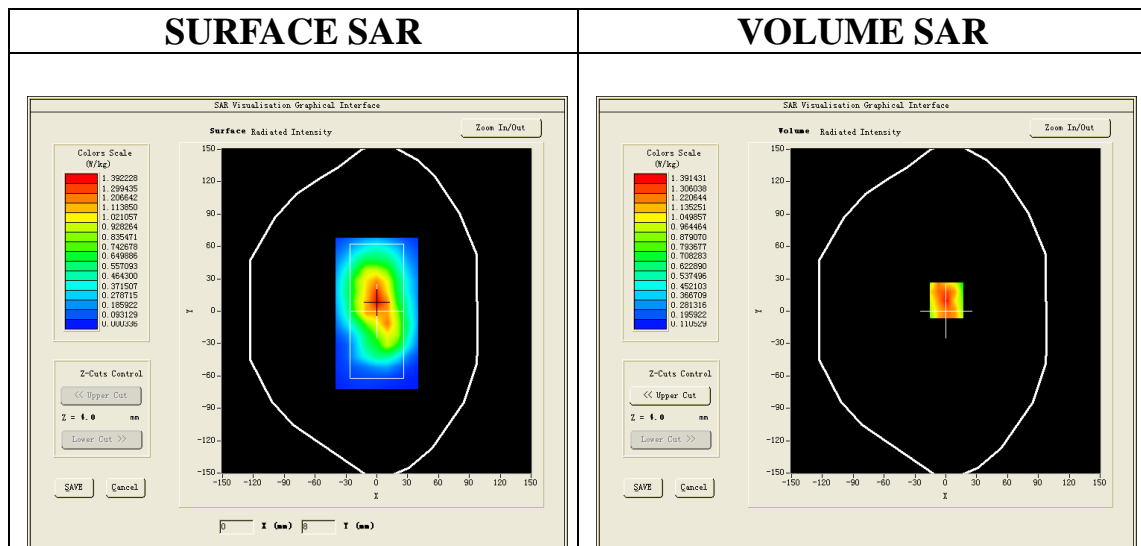 SURFACE SAR
VOLUME SAR
SAR Visualisation Graphical Interface
Surface Radiated Intensity
Zoom In/Out
Colors Scale
(W/kg)
1.392228
1.299435
1.206642
1.113850
1.021057
0.928264
0.835471
0.742678
0.649886
0.557093
0.464300
0.371507
0.278715
0.185922
0.093129
0.000336
150
120
90
60
30
0
-30
-60
-90
-120
-150
Y
-150 -120 -90 -60 -30 0 30 60 90 120 150
X
Z-Cuts Control
<< Upper Cut
Z = 4.0 mm
Lower Cut >>
SAVE Cancel
0 X (mm) 8 Y (mm)
SAR Visualisation Graphical Interface
Volume Radiated Intensity
Zoom In/Out
Colors Scale
(W/kg)
1.391431
1.306038
1.220644
1.135251
1.049857
0.964464
0.879070
0.793677
0.708283
0.622890
0.537496
0.452103
0.366709
0.281316
0.195922
0.110529
150
120
90
60
30
0
-30
-60
-90
-120
-150
Y
-150 -120 -90 -60 -30 0 30 60 90 120 150
X
Z-Cuts Control
<< Upper Cut
Z = 4.0 mm
Lower Cut >>
SAVE Cancel